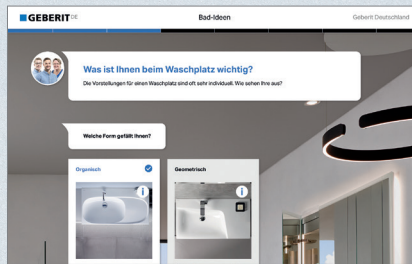 GEBERIT DE
Bad-Ideen
Geberit Deutschland
Was ist Ihnen beim Waschplatz wichtig?
Die Vorstellungen für einen Waschplatz sind oft sehr individuell. Wie sehen Ihre aus?
Welche Form gefällt Ihnen?
Organisch
Geometrisch